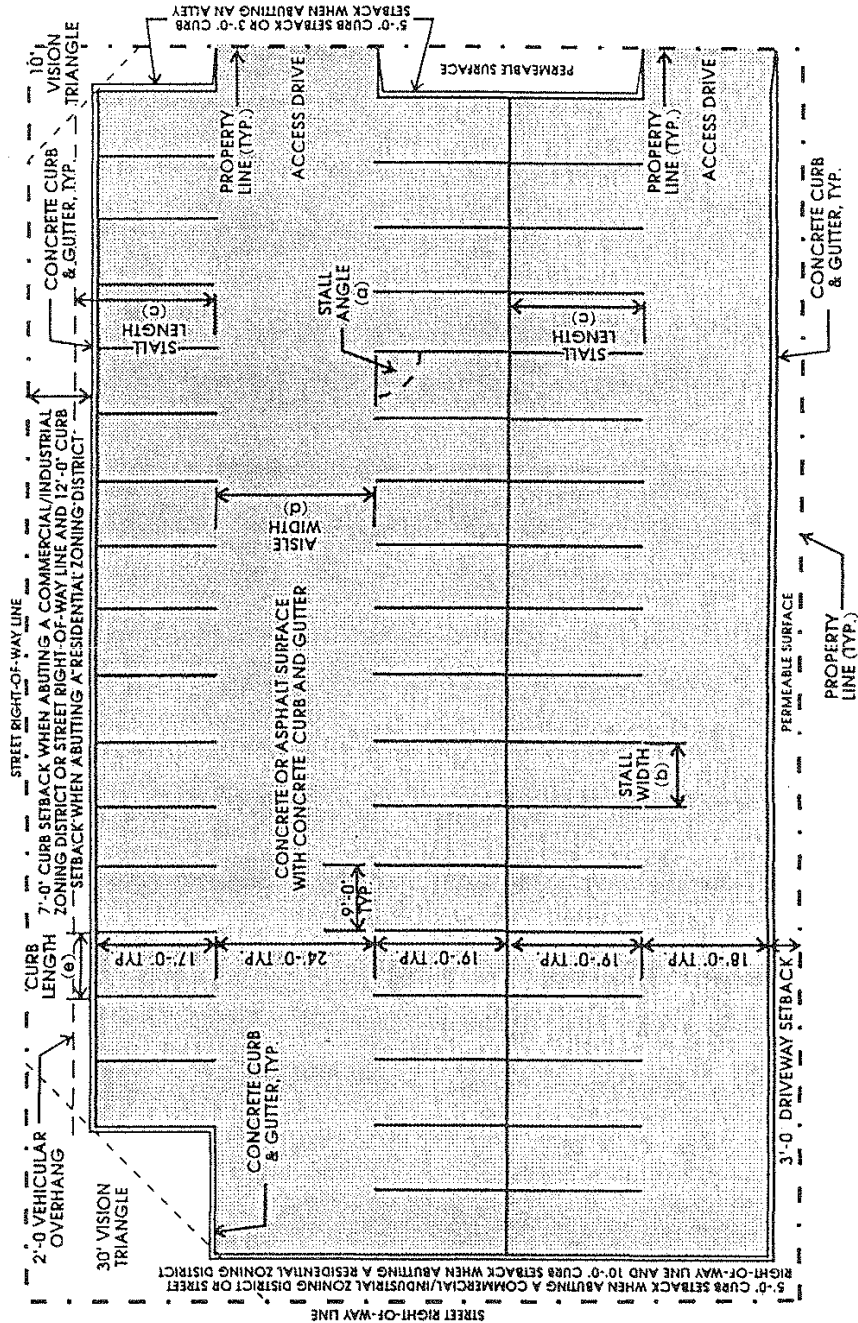 STREET RIGHT-OF-WAY LINE
7'-0" CURB SETBACK WHEN ABUTING A COMMERCIAL/INDUSTRIAL
ZONING DISTRICT OR STREET RIGHT-OF-WAY LINE AND 12'-0" CURB
SETBACK WHEN ABUTTING A RESIDENTIAL ZONING DISTRICT
2'-0 VEHICULAR
OVERHANG
CURB
LENGTH
(e)
CONCRETE CURB
& GUTTER, TYP.
10'
VISION
TRIANGLE
5'-0" CURB SETBACK OR 3'-0" CURB
SETBACK WHEN ABUTTING AN ALLEY
30' VISION
TRIANGLE
CONCRETE CURB
& GUTTER, TYP.
17'-0" TYP.
24'-0" TYP
19'-0" TYP
19'-0" TYP
18'-0" TYP
9'-0"
TYP.
CONCRETE OR ASPHALT SURFACE
WITH CONCRETE CURB AND GUTTER
AISLE
WIDTH
(d)
STALL
LENGTH
(c)
STALL
ANGLE
(a)
PROPERTY
LINE (TYP.)
ACCESS DRIVE
PERMEABLE SURFACE
STALL
LENGTH
(c)
STALL
WIDTH
(b)
PROPERTY
LINE (TYP.)
ACCESS DRIVE
STREET RIGHT-OF-WAY LINE
5'-0" CURB SETBACK WHEN ABUTING A COMMERCIAL/INDUSTRIAL ZONING DISTRICT OR STREET
RIGHT-OF-WAY LINE AND 10'-0" CURB SETBACK WHEN ABUTTING A RESIDENTIAL ZONING DISTRICT
3'-0 DRIVEWAY SETBACK
PERMEABLE SURFACE
PROPERTY
LINE (TYP.)
CONCRETE CURB
& GUTTER, TYP.